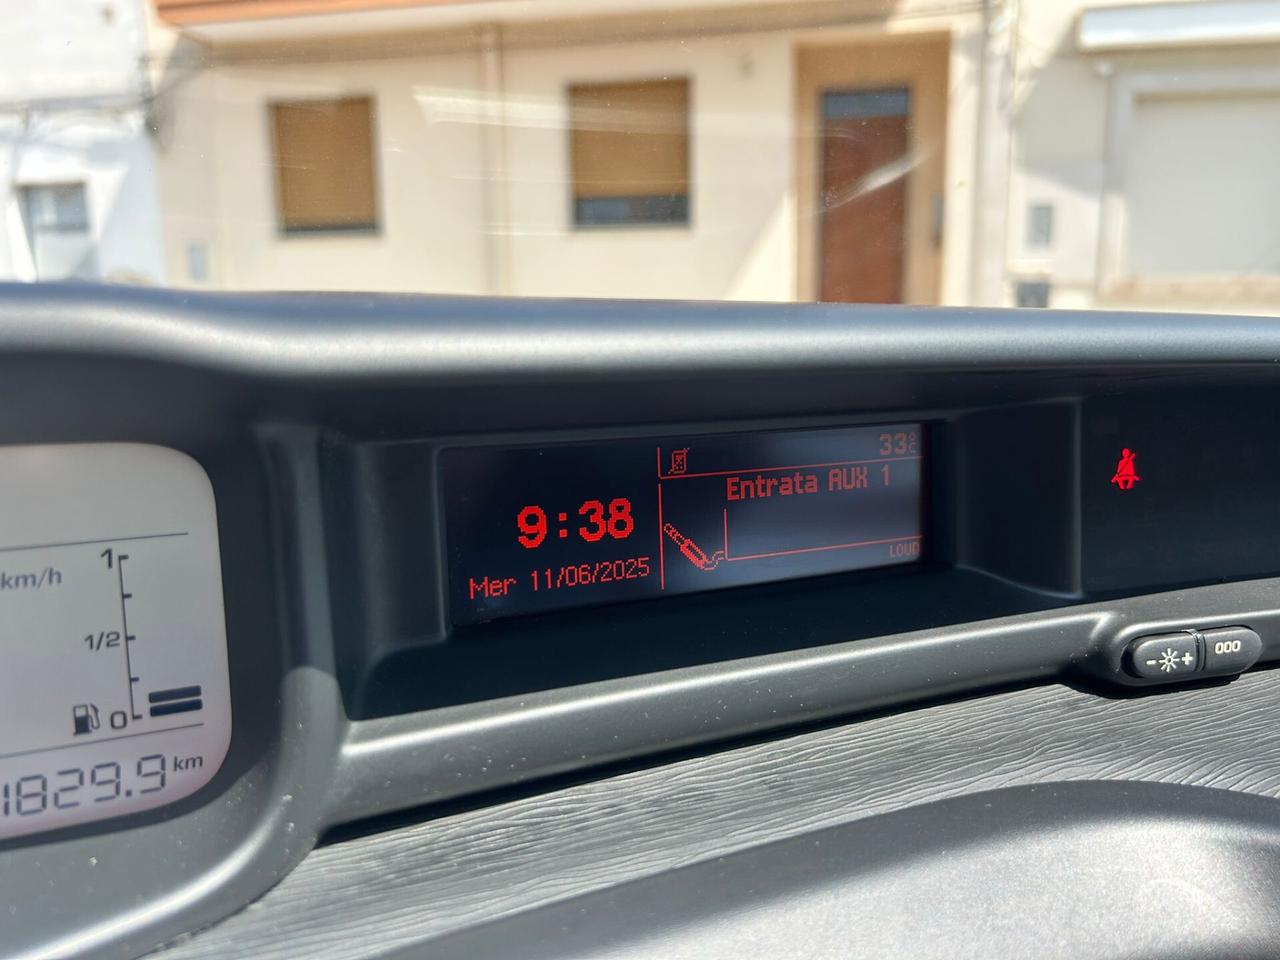 33°C
Entrata AUX 1
9:38
Mer 11/06/2025
LOUD
km/h
1
1/2
0
1829.9 km
- +
000